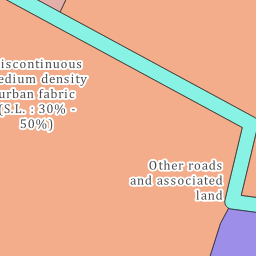 iscontinuous
edium density
urban fabric
(S.L. : 30% -
50%)
Other roads
and associated
land